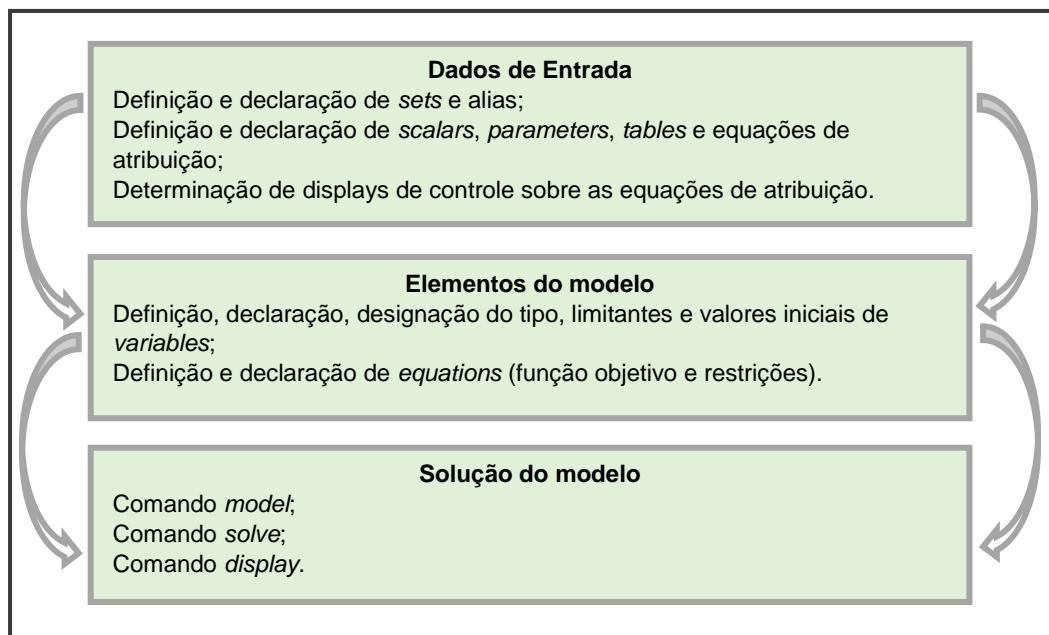 Dados de Entrada
Definição e declaração de sets e alias;
Definição e declaração de scalars, parameters, tables e equações de
atribuição;
Determinação de displays de controle sobre as equações de atribuição.
Elementos do modelo
Definição, declaração, designação do tipo, limitantes e valores iniciais de
variables;
Definição e declaração de equations (função objetivo e restrições).
Solução do modelo
Comando model;
Comando solve;
Comando display.